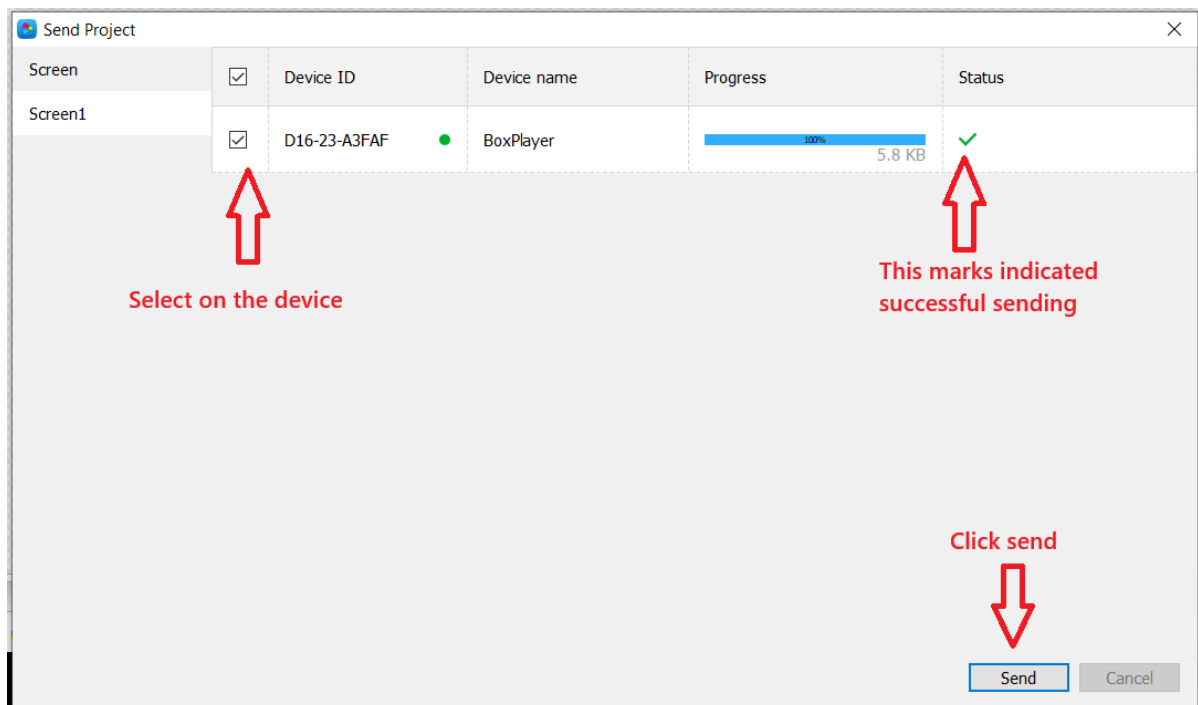 Send Project
Screen
Device ID
Device name
Progress
Status
Screen1
D16-23-A3FAF
BoxPlayer
100%
5.8 KB
Select on the device
This marks indicated
successful sending
Click send
Send
Cancel